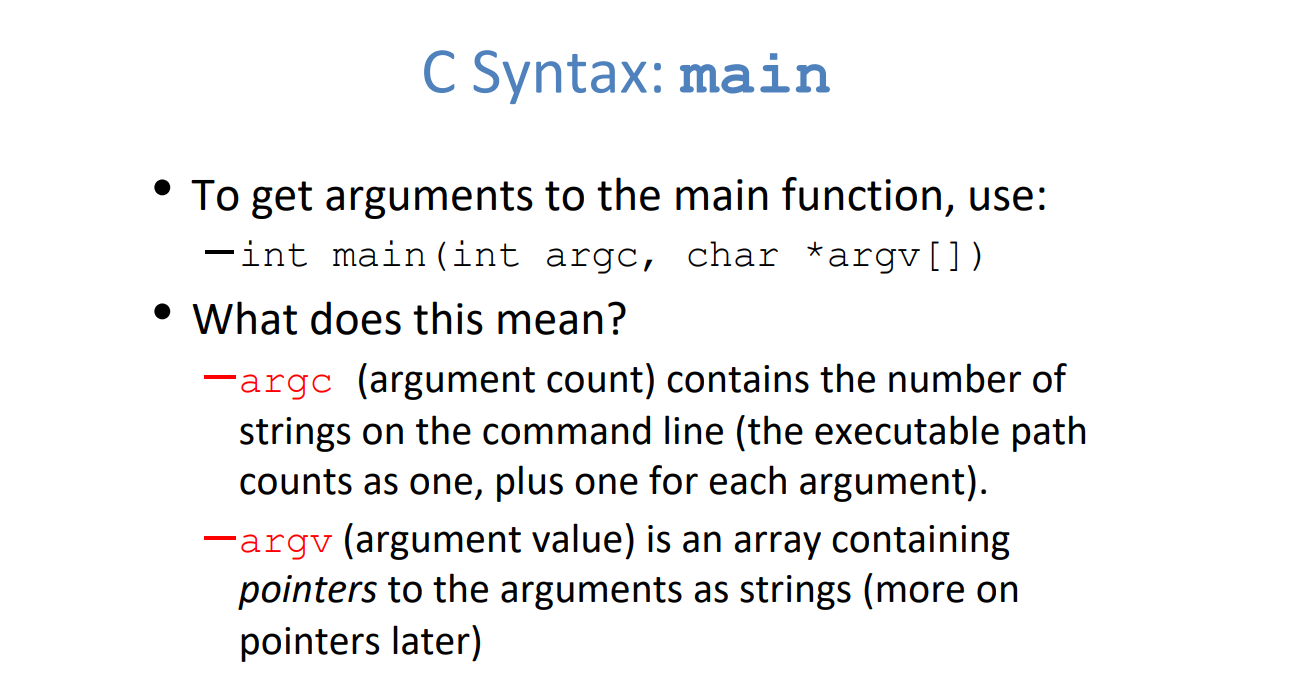 C Syntax: main
• To get arguments to the main function, use:
—int main(int argc, char *argv[])
• What does this mean?
—argc (argument count) contains the number of
strings on the command line (the executable path
counts as one, plus one for each argument).
—argv (argument value) is an array containing
pointers to the arguments as strings (more on
pointers later)